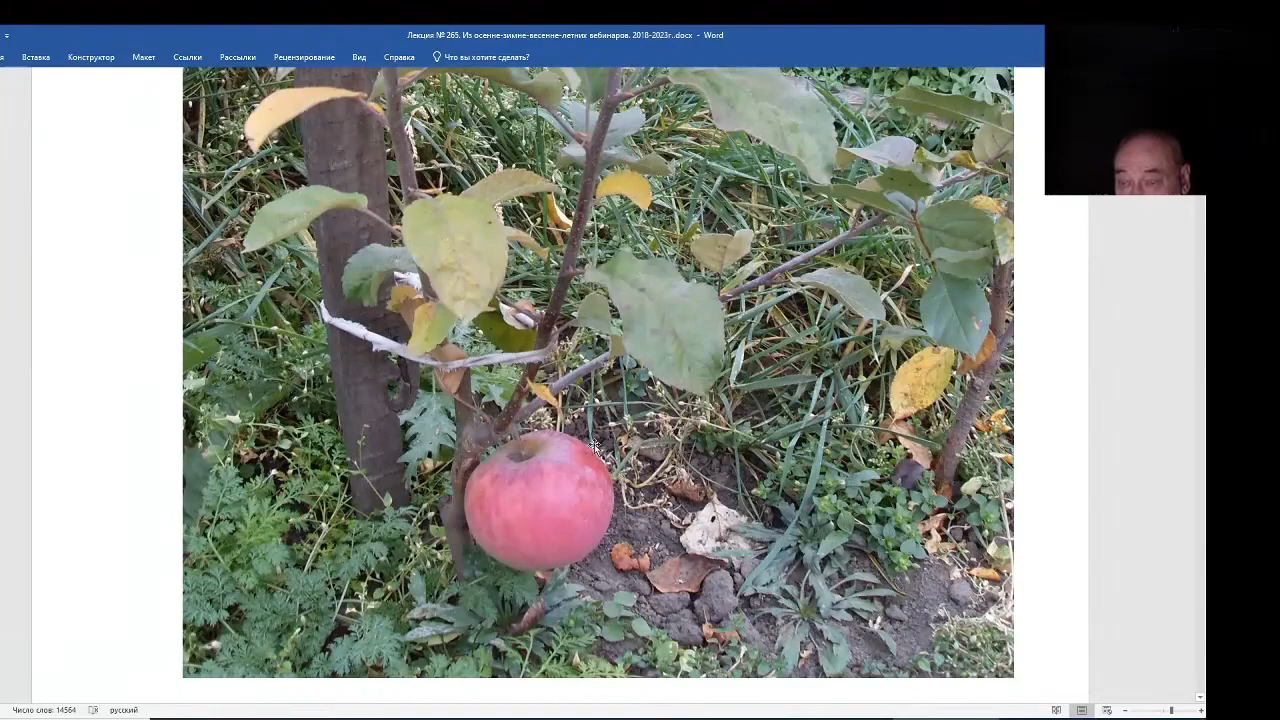 Лекция № 265. Из осенне-зимне-весенне-летних вебинаров. 2018-2023г..docx - Word
Вставка Конструктор Макет Ссылки Рассылки Рецензирование Вид Справка Что вы хотите сделать?
Число слов: 14564 русский